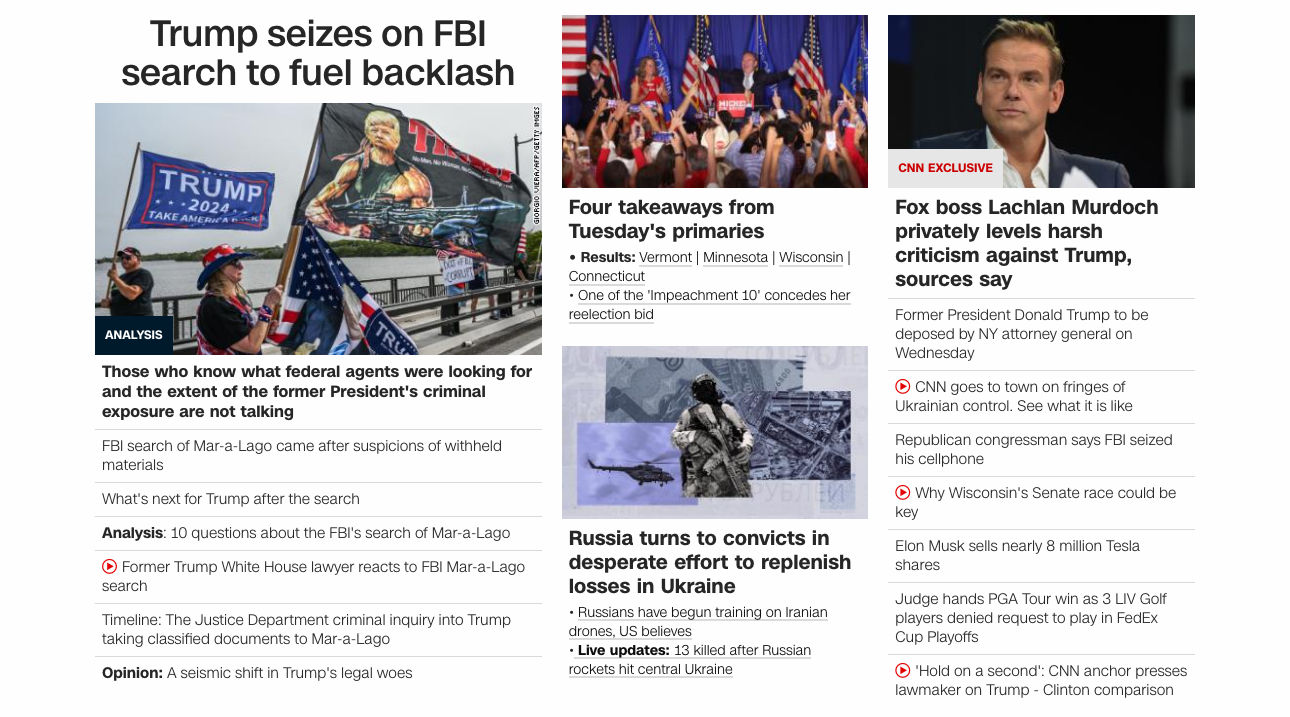 Trump seizes on FBI
search to fuel backlash
GIORGIO VIERA/AFP/GETTY IMGES
TRUMP
2024
TAKE AMERICA BACK
TRUMP
No Man, No Woman,
ANALYSIS
Those who know what federal agents were looking for
and the extent of the former President's criminal
exposure are not talking
FBI search of Mar-a-Lago came after suspicions of withheld
materials
What's next for Trump after the search
Analysis: 10 questions about the FBI's search of Mar-a-Lago
Former Trump White House lawyer reacts to FBI Mar-a-Lago
search
Timeline: The Justice Department criminal inquiry into Trump
taking classified documents to Mar-a-Lago
Opinion: A seismic shift in Trump's legal woes
MICHELS
Four takeaways from
Tuesday's primaries
• Results: Vermont | Minnesota | Wisconsin |
Connecticut
• One of the 'Impeachment 10' concedes her
reelection bid
Russia turns to convicts in
desperate effort to replenish
losses in Ukraine
• Russians have begun training on Iranian
drones, US believes
• Live updates: 13 killed after Russian
rockets hit central Ukraine
CNN EXCLUSIVE
Fox boss Lachlan Murdoch
privately levels harsh
criticism against Trump,
sources say
Former President Donald Trump to be
deposed by NY attorney general on
Wednesday
CNN goes to town on fringes of
Ukrainian control. See what it is like
Republican congressman says FBI seized
his cellphone
Why Wisconsin's Senate race could be
key
Elon Musk sells nearly 8 million Tesla
shares
Judge hands PGA Tour win as 3 LIV Golf
players denied request to play in FedEx
Cup Playoffs
'Hold on a second': CNN anchor presses
lawmaker on Trump - Clinton comparison